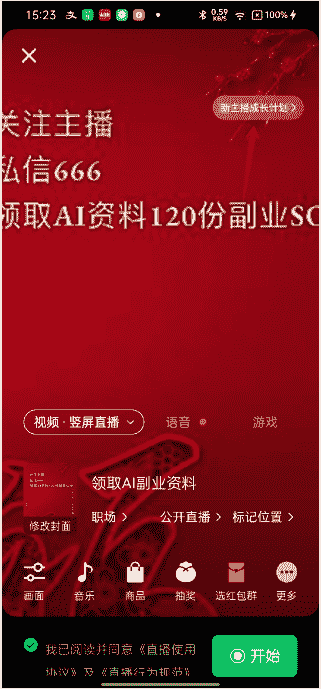 15:23
0.59 KB/S
100%
新主播成长计划
关注主播
私信666
领取AI资料120份副业SO
视频·竖屏直播
语音
游戏
领取AI副业资料
修改封面
职场
公开直播
标记位置
画面
音乐
商品
抽奖
选红包群
更多
我已阅读并同意《直播使用
协议》及《直播行为规范》
开始